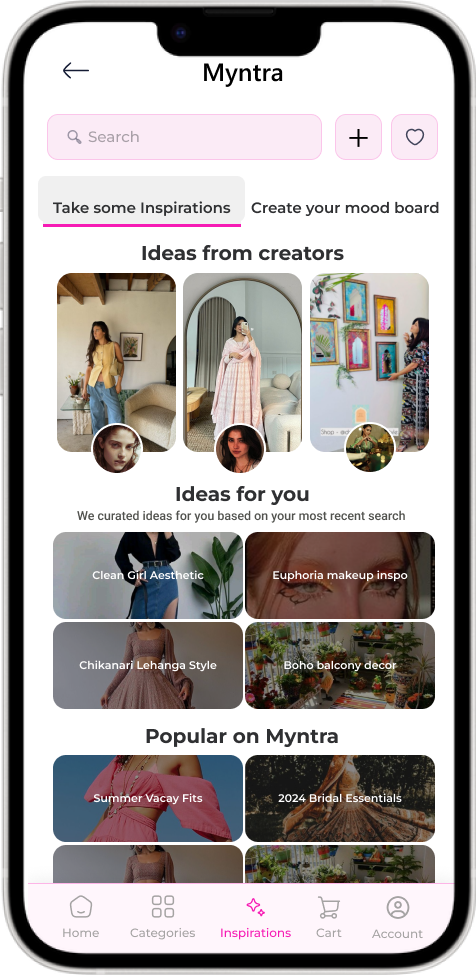 Myntra
Search
Take some Inspirations
Create your mood board
Ideas from creators
Ideas for you
We curated ideas for you based on your most recent search
Clean Girl Aesthetic
Euphoria makeup inspo
Chikanari Lehanga Style
Boho balcony decor
Popular on Myntra
Summer Vacay Fits
2024 Bridal Essentials
Home
Categories
Inspirations
Cart
Account